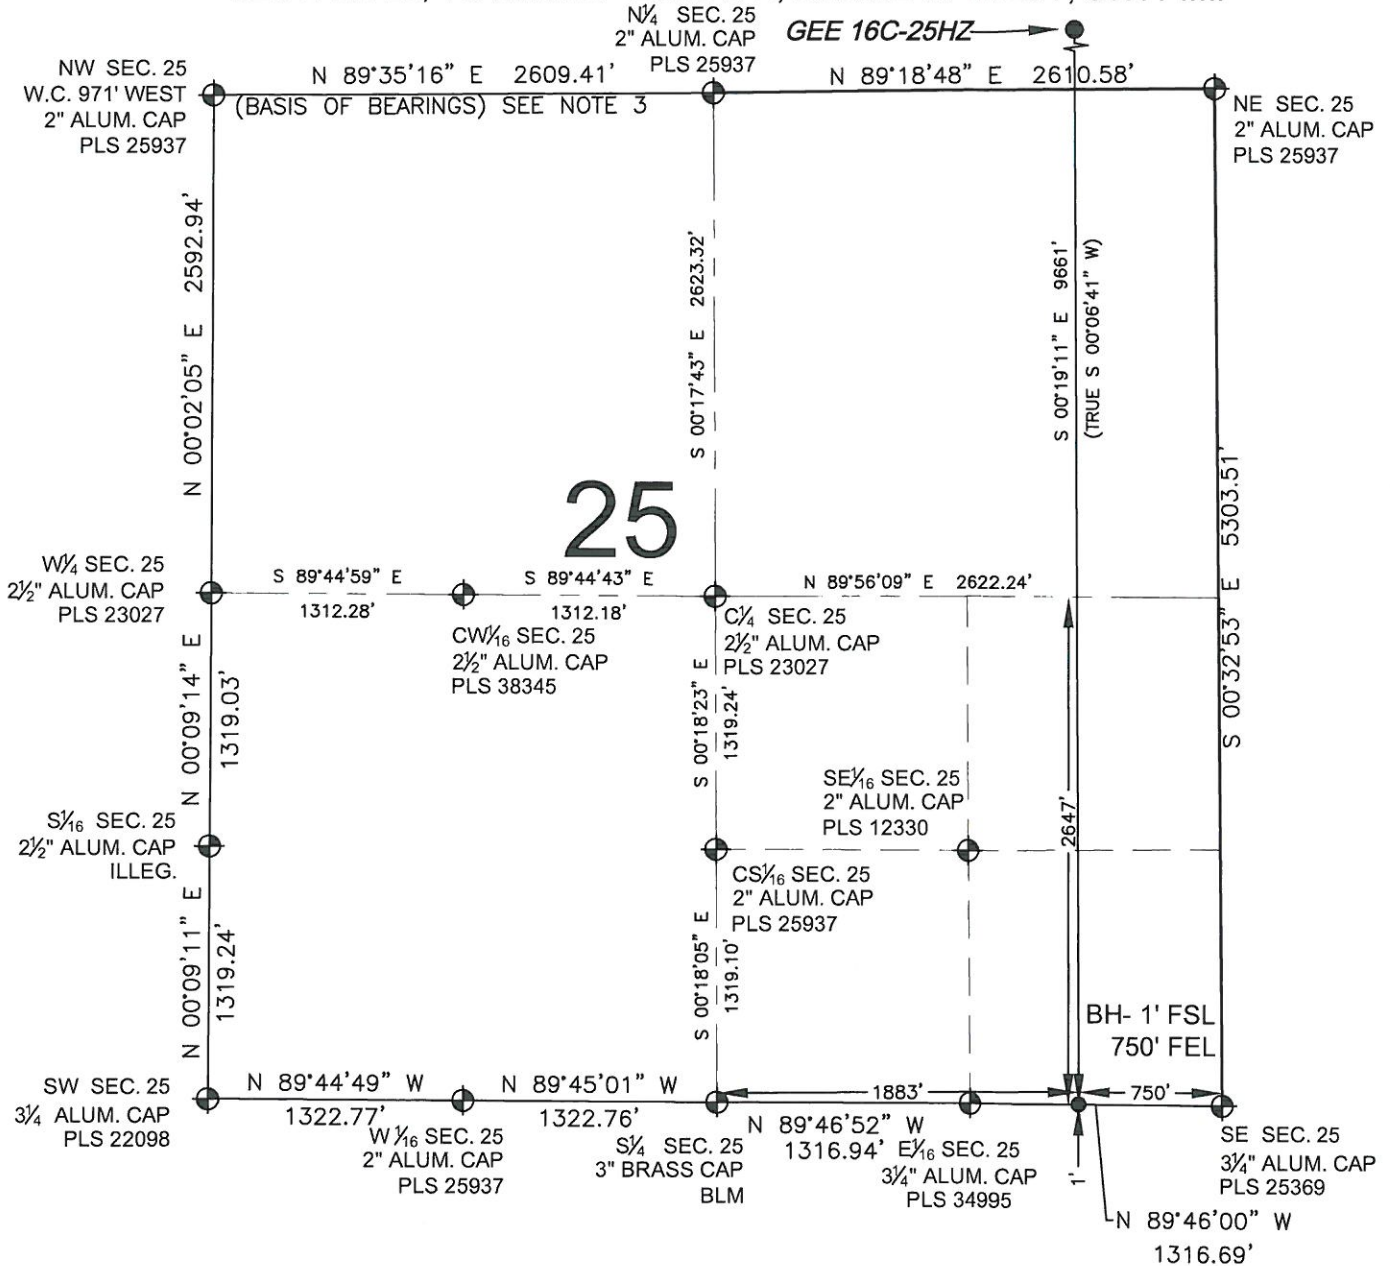 N¼ SEC. 25
2" ALUM. CAP
PLS 25937
GEE 16C-25HZ
NW SEC. 25
W.C. 971' WEST
2" ALUM. CAP
PLS 25937
N 89°35'16" E 2609.41'
(BASIS OF BEARINGS) SEE NOTE 3
N 89°18'48" E 2610.58'
NE SEC. 25
2" ALUM. CAP
PLS 25937
N 00°02'05" E 2592.94'
S 00°17'43" E 2623.32'
S 00°19'11" E 9661'
(TRUE S 00°06'41" W)
S 00°32'53" E 5303.51'
25
W¼ SEC. 25
2½" ALUM. CAP
PLS 23027
S 89°44'59" E
1312.28'
S 89°44'43" E
1312.18'
N 89°56'09" E 2622.24'
CW¹⁄₁₆ SEC. 25
2½" ALUM. CAP
PLS 38345
C¼ SEC. 25
2½" ALUM. CAP
PLS 23027
N 00°09'14" E
1319.03'
S 00°18'23" E
1319.24'
SE¹⁄₁₆ SEC. 25
2" ALUM. CAP
PLS 12330
2647'
S¹⁄₁₆ SEC. 25
2½" ALUM. CAP
ILLEG.
CS¹⁄₁₆ SEC. 25
2" ALUM. CAP
PLS 25937
N 00°09'11" E
1319.24'
S 00°18'05" E
1319.10'
BH- 1' FSL
750' FEL
SW SEC. 25
3¼ ALUM. CAP
PLS 22098
N 89°44'49" W
1322.77'
N 89°45'01" W
1322.76'
1883'
750'
W ¹⁄₁₆ SEC. 25
2" ALUM. CAP
PLS 25937
S¼ SEC. 25
3" BRASS CAP
BLM
N 89°46'52" W
1316.94'
E¹⁄₁₆ SEC. 25
3¼" ALUM. CAP
PLS 34995
1'
SE SEC. 25
3¼" ALUM. CAP
PLS 25369
N 89°46'00" W
1316.69'